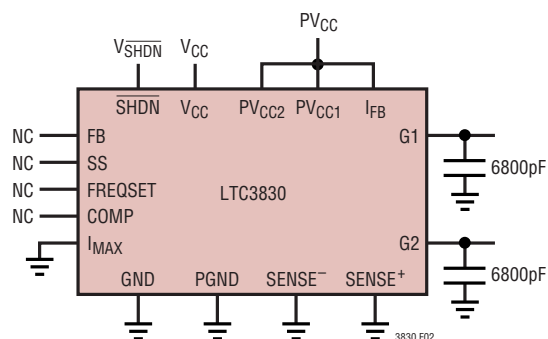 PVCC
VSHDN VCC
SHDN VCC PVCC2 PVCC1 IFB
NC FB G1
NC SS 6800pF
NC FREQSET LTC3830
NC COMP
IMAX G2
GND PGND SENSE– SENSE+ 6800pF
3830 F02